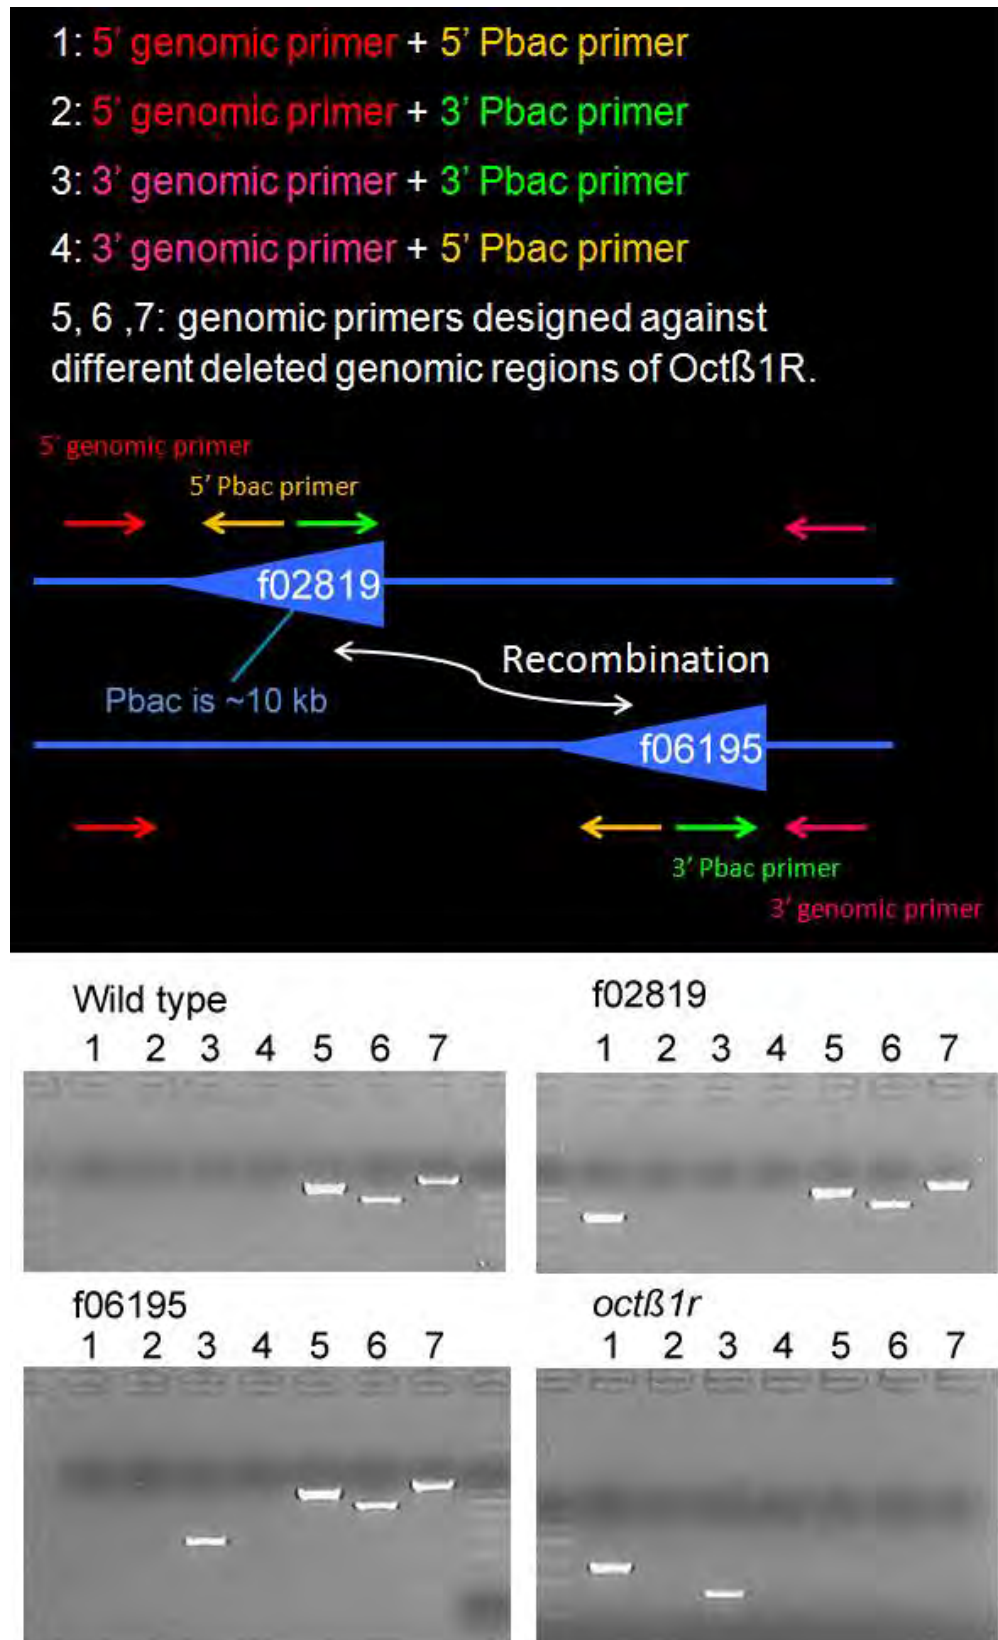 1: 5' genomic primer + 5' Pbac primer
2: 5' genomic primer + 3' Pbac primer
3: 3' genomic primer + 3' Pbac primer
4: 3' genomic primer + 5' Pbac primer
5, 6 ,7: genomic primers designed against
different deleted genomic regions of Octß1R.
5' genomic primer
5' Pbac primer
f02819
Recombination
Pbac is ~10 kb
f06195
3' Pbac primer
3' genomic primer
Wild type
1 2 3 4 5 6 7
f02819
1 2 3 4 5 6 7
f06195
1 2 3 4 5 6 7
octß1r
1 2 3 4 5 6 7